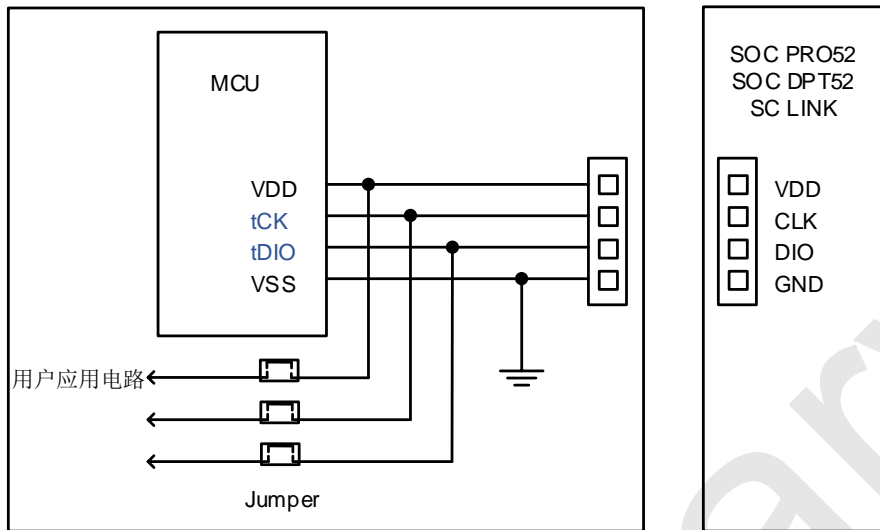 MCU
VDD
tCK
tDIO
VSS
用户应用电路
Jumper
SOC PRO52
SOC DPT52
SC LINK
VDD
CLK
DIO
GND